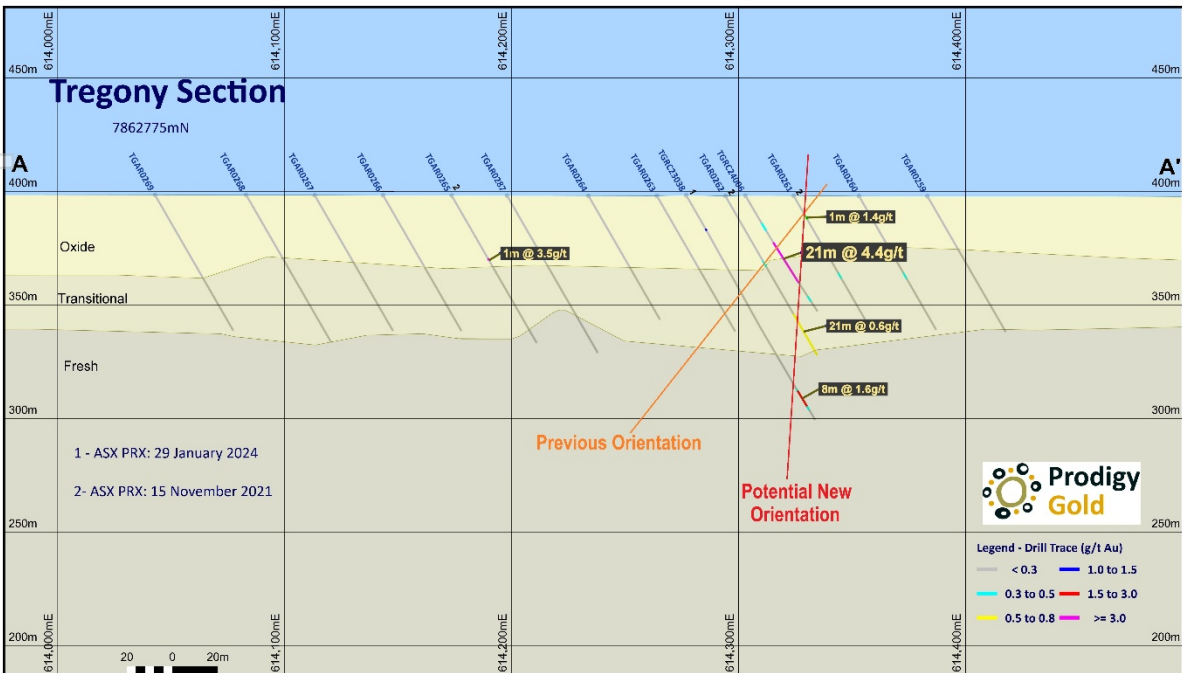 614,000mE
614,100mE
614,200mE
614,300mE
614,400mE
450m
450m
Tregony Section
7862775mN
A
A'
TGAR0269
TGAR0268
TGAR0267
TGAR0266
TGAR0265
2
TGAR0287
TGAR0264
TGAR0263
TGRC23038
1
TGAR0262
2
TGRC24006
TGAR0261
2
TGAR0260
TGAR0259
400m
400m
1m @ 1.4g/t
Oxide
1m @ 3.5g/t
21m @ 4.4g/t
Transitional
350m
350m
21m @ 0.6g/t
Fresh
8m @ 1.6g/t
300m
300m
Previous Orientation
1 - ASX PRX: 29 January 2024
2- ASX PRX: 15 November 2021
Potential New
Orientation
Prodigy
Gold
250m
250m
Legend - Drill Trace (g/t Au)
< 0.3
1.0 to 1.5
0.3 to 0.5
1.5 to 3.0
0.5 to 0.8
>= 3.0
200m
200m
20 0 20m
614,000mE
614,100mE
614,200mE
614,300mE
614,400mE